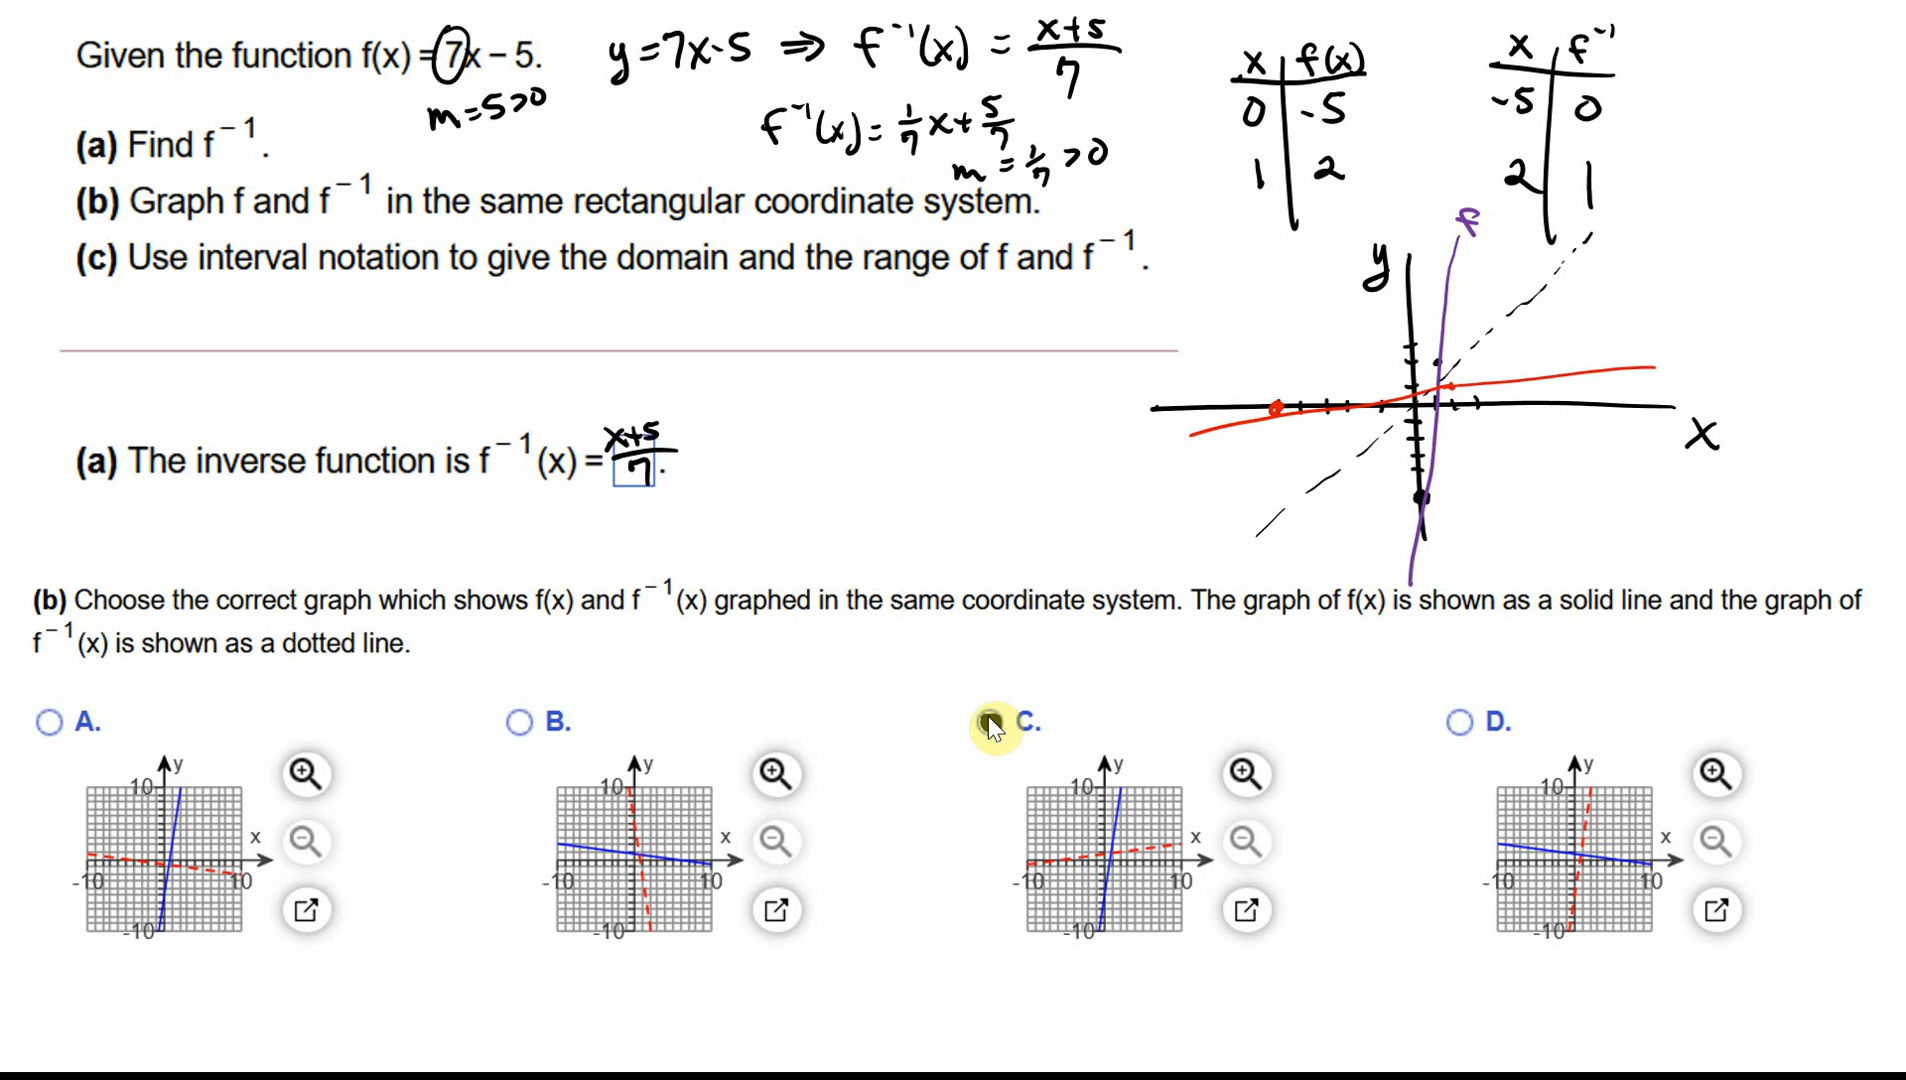 Given the function f(x) = 7x − 5.
y = 7x - 5 ⇒ f⁻¹(x) = x+5/7
m = 5 > 0
f⁻¹(x) = 1/7 x + 5/7
m = 1/7 > 0
x f(x)
0 -5
1 2
x f⁻¹
-5 0
2 1
(a) Find f⁻¹.
(b) Graph f and f⁻¹ in the same rectangular coordinate system.
(c) Use interval notation to give the domain and the range of f and f⁻¹.
f
y
x
(a) The inverse function is f⁻¹(x) = x+5/7.
(b) Choose the correct graph which shows f(x) and f⁻¹(x) graphed in the same coordinate system. The graph of f(x) is shown as a solid line and the graph of
f⁻¹(x) is shown as a dotted line.
A.
y
10
x
-10 10
-10
B.
y
10
x
-10 10
-10
C.
y
10
x
-10 10
-10
D.
y
10
x
-10 10
-10